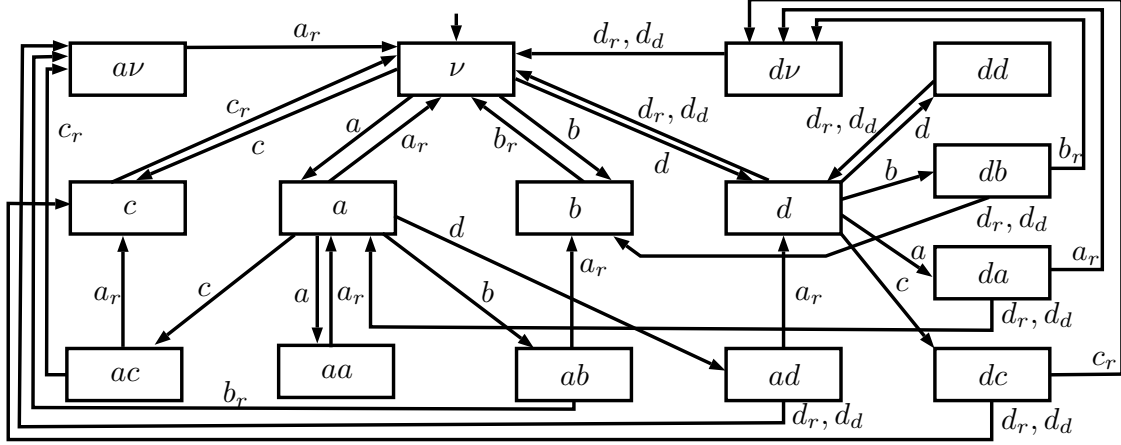 a_r
d_r, d_d
aν
ν
dν
dd
c_r
c
a
a_r
b_r
b
d_r, d_d
d
d_r, d_d
d
c_r
b
db
b_r
c
a
b
d
d_r, d_d
d
a
da
a_r
c
a_r
c
a
a_r
b
a_r
a_r
d_r, d_d
ac
aa
ab
ad
dc
c_r
b_r
d_r, d_d
d_r, d_d